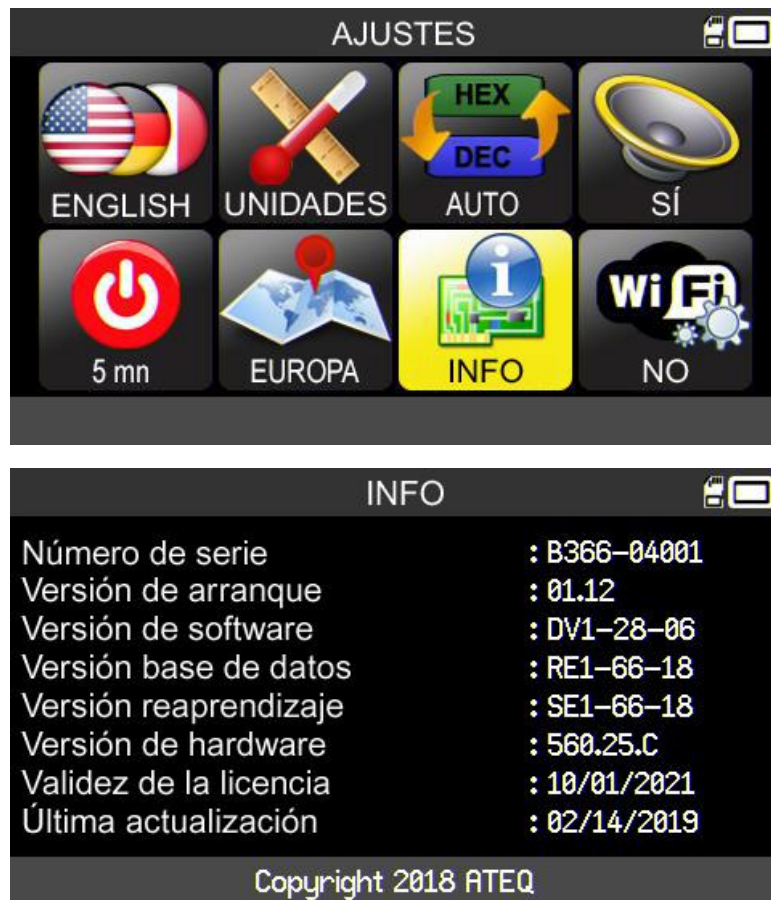 AJUSTES
ENGLISH UNIDADES HEX DEC AUTO SÍ
5 mn EUROPA i INFO Wi Fi NO
INFO
Número de serie : B366-04001
Versión de arranque : 01.12
Versión de software : DV1-28-06
Versión base de datos : RE1-66-18
Versión reaprendizaje : SE1-66-18
Versión de hardware : 560.25.C
Validez de la licencia : 10/01/2021
Última actualización : 02/14/2019
Copyright 2018 ATEQ